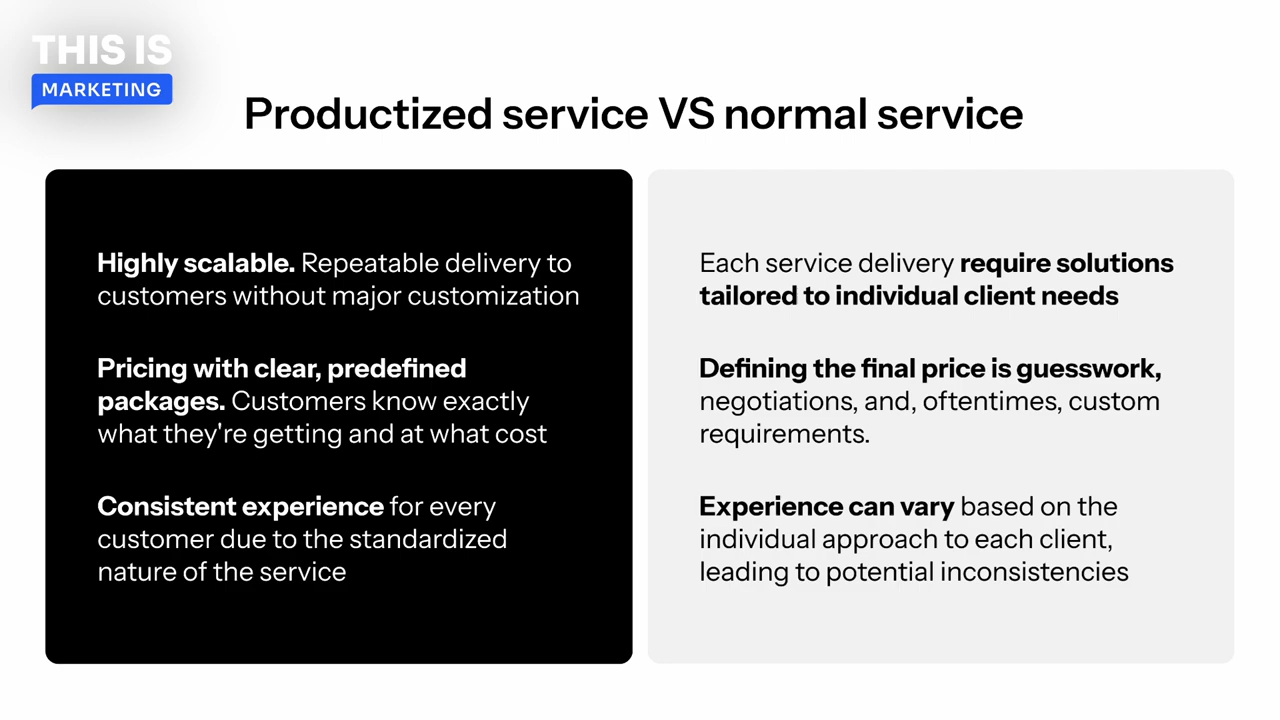 THIS IS
MARKETING
Productized service VS normal service
Highly scalable. Repeatable delivery to
customers without major customization
Pricing with clear, predefined
packages. Customers know exactly
what they're getting and at what cost
Consistent experience for every
customer due to the standardized
nature of the service
Each service delivery require solutions
tailored to individual client needs
Defining the final price is guesswork,
negotiations, and, oftentimes, custom
requirements.
Experience can vary based on the
individual approach to each client,
leading to potential inconsistencies